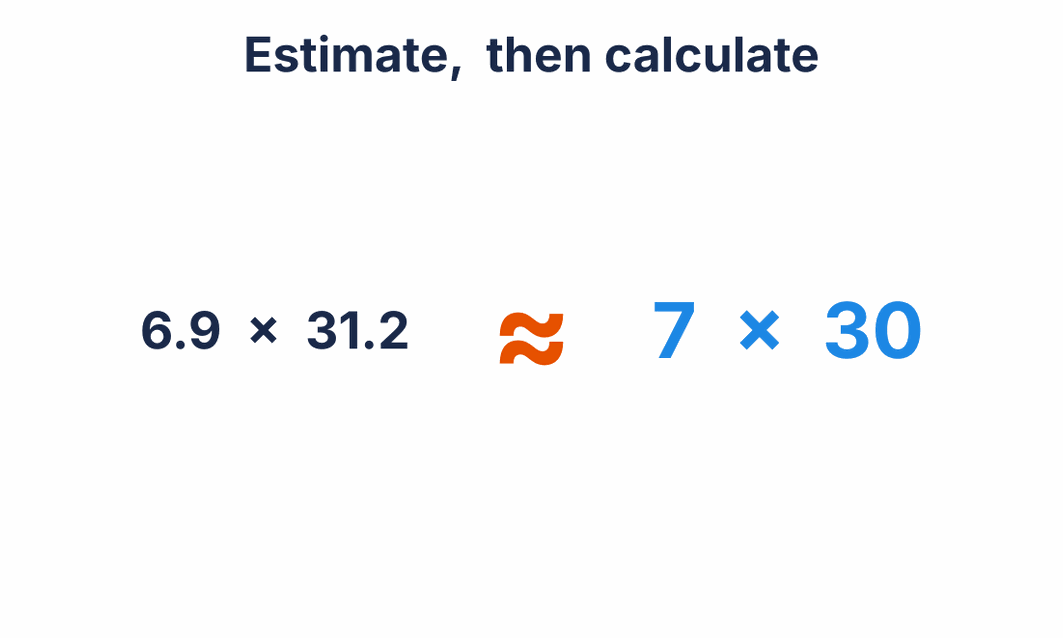 Estimate, then calculate
6.9 × 31.2 ≈ 7 × 30